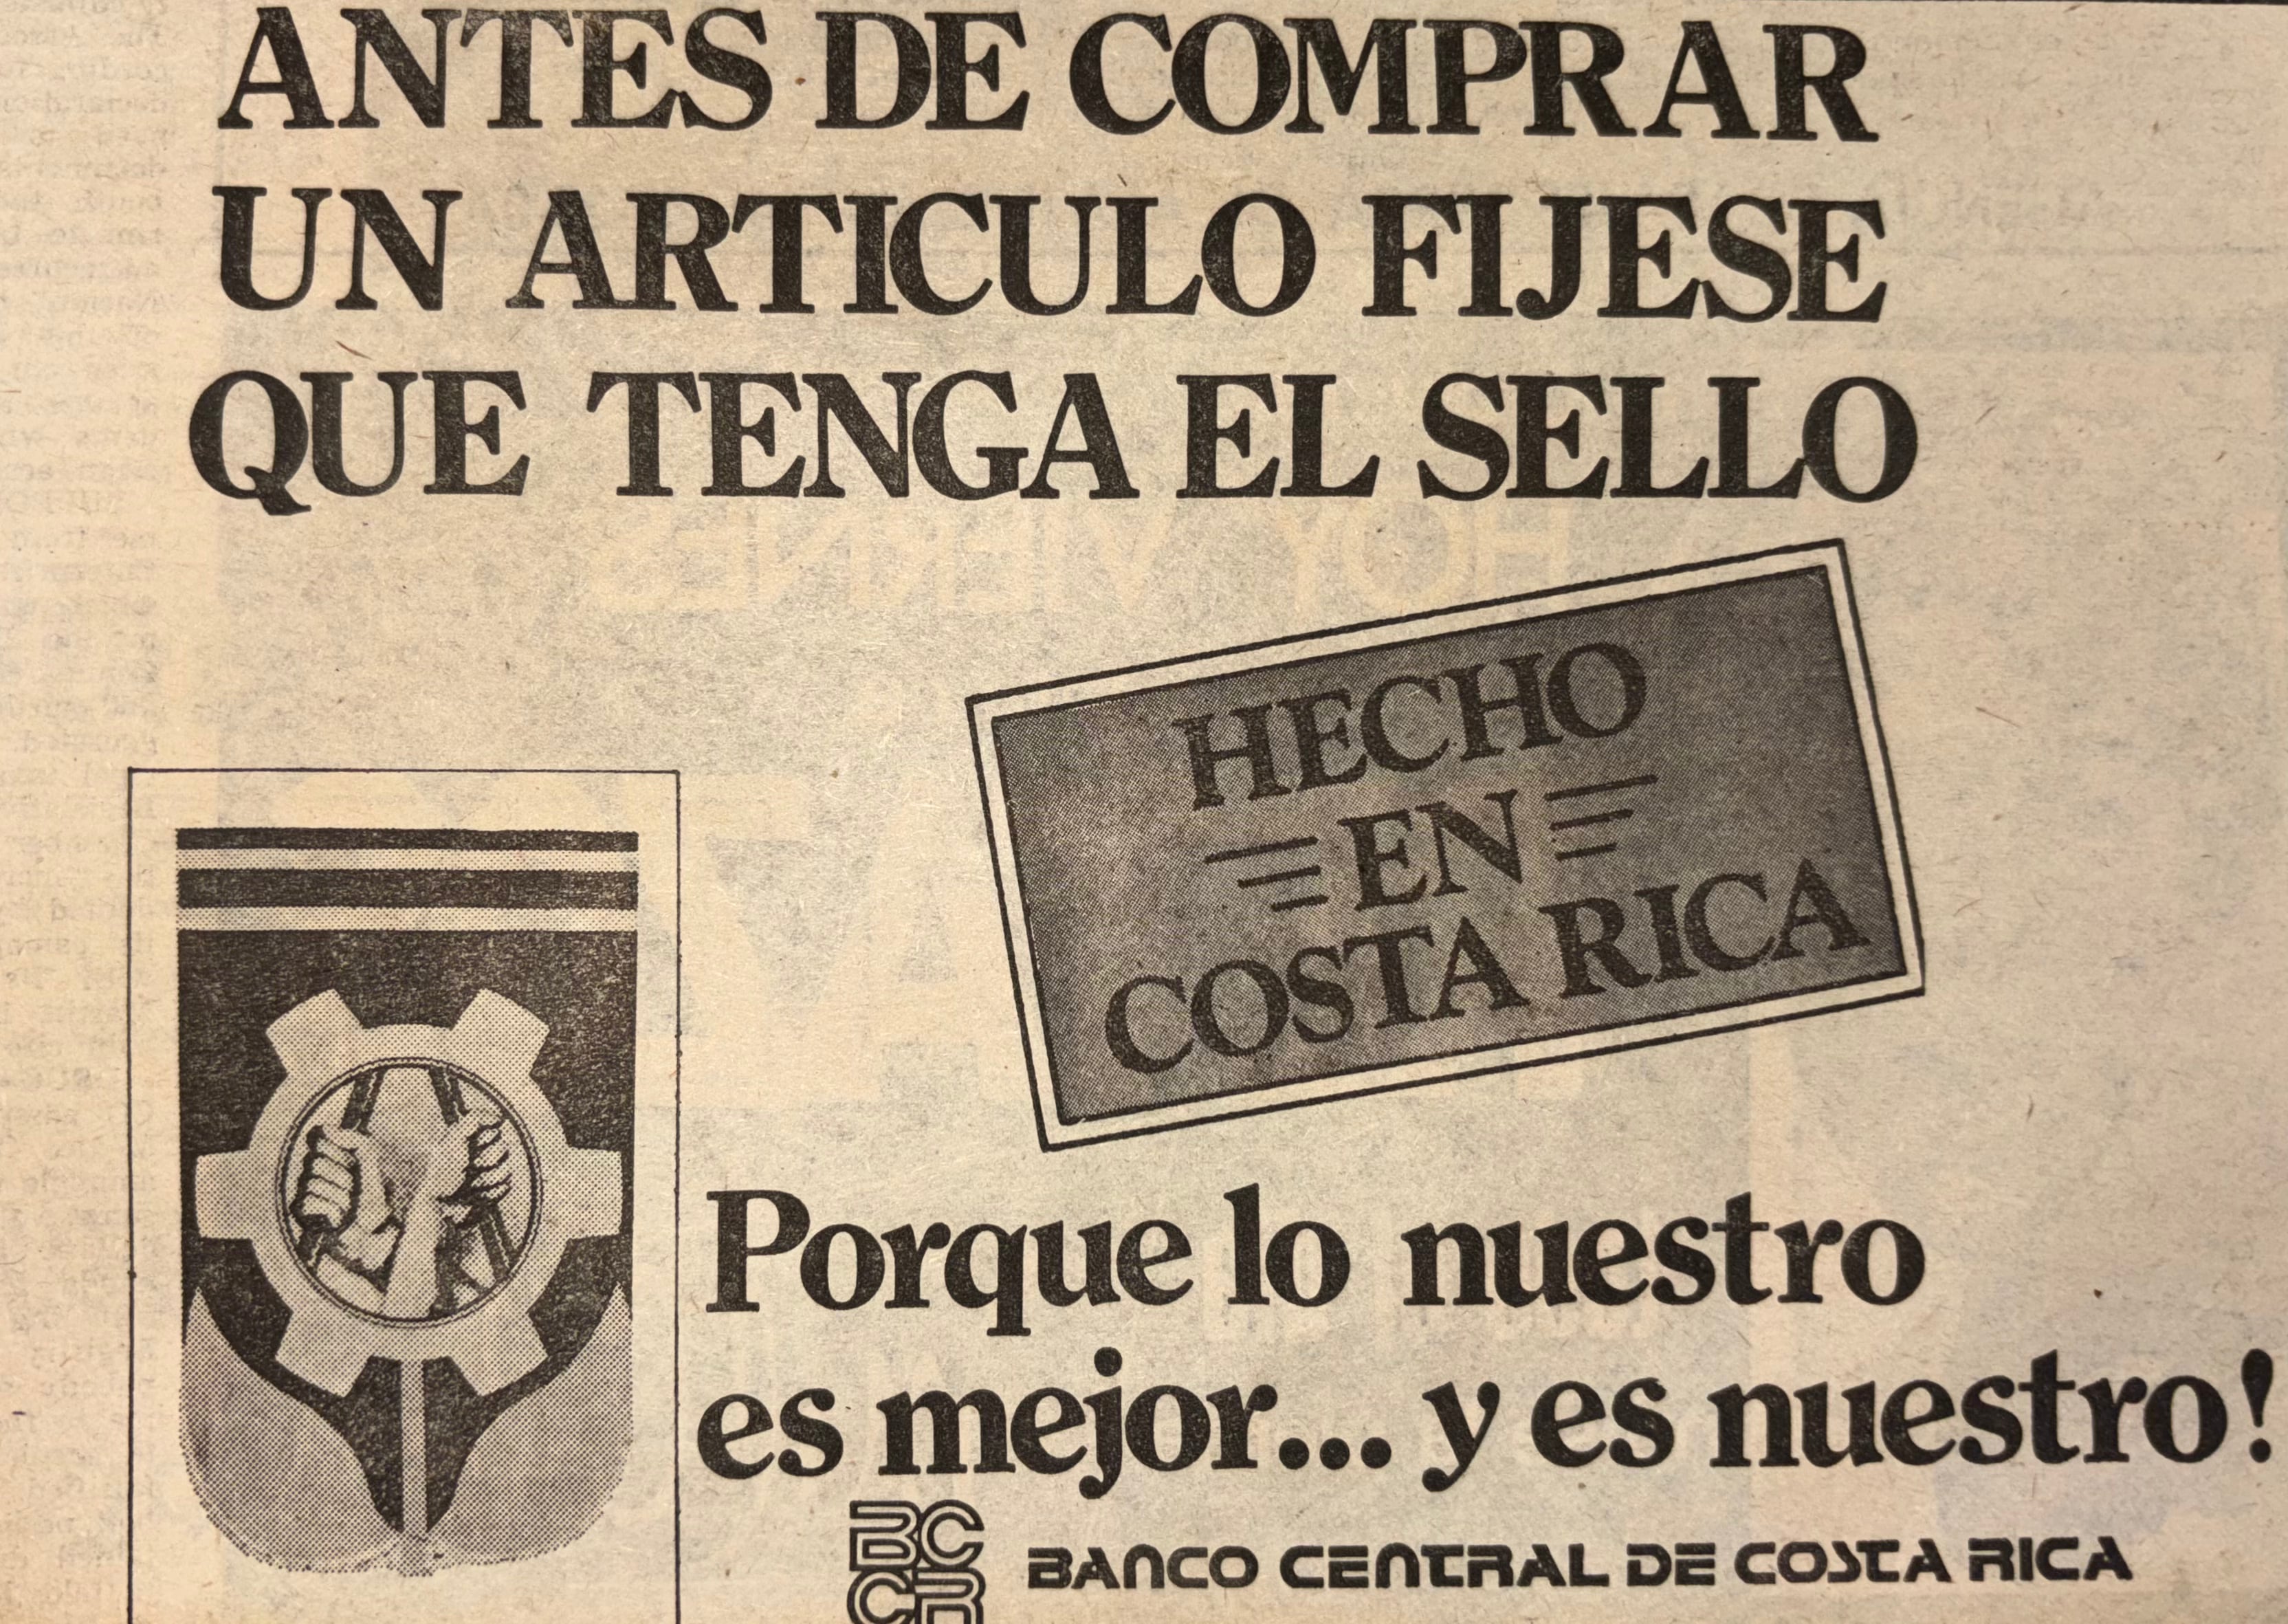 ANTES DE COMPRAR
UN ARTICULO FIJESE
QUE TENGA EL SELLO
HECHO
EN
COSTA RICA
Porque lo nuestro
es mejor... y es nuestro!
BC
CR
BANCO CENTRAL DE COSTA RICA